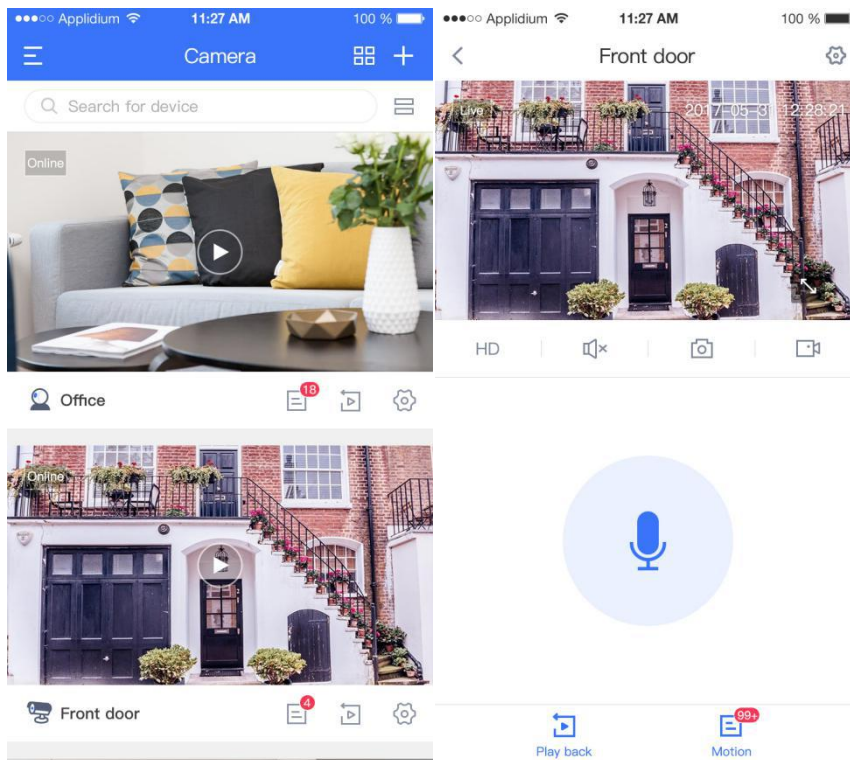 Applidium 11:27 AM 100 %
Camera
Search for device
Online
Office 18
Online
Front door 4
Applidium 11:27 AM 100 %
Front door
Live 2017-05-31 12:28:21
HD
99+
Play back Motion